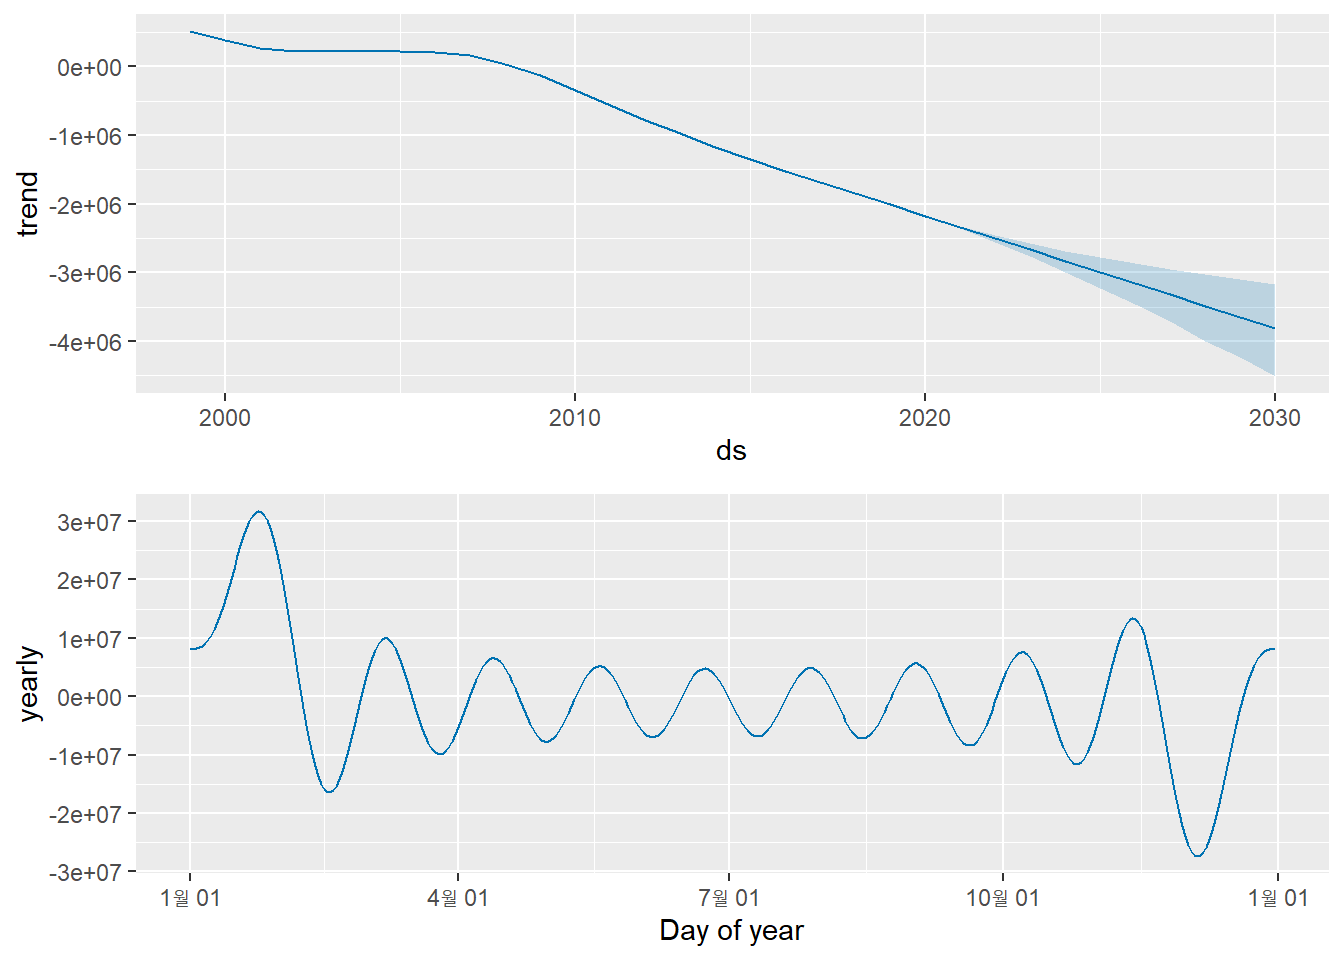 trend
0e+00
-1e+06
-2e+06
-3e+06
-4e+06
2000 2010 2020 2030
ds
yearly
3e+07
2e+07
1e+07
0e+00
-1e+07
-2e+07
-3e+07
1월 01 4월 01 7월 01 10월 01 1월 01
Day of year